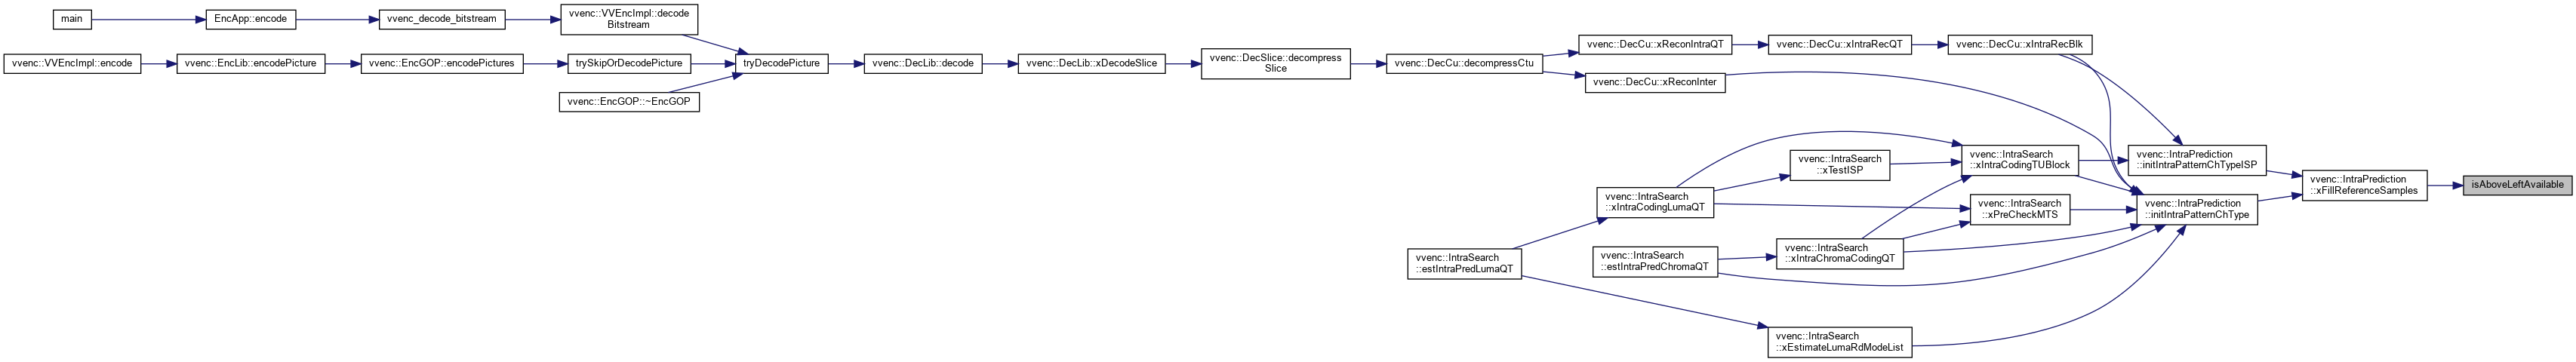 main
EncApp::encode
vvenc_decode_bitstream
vvenc::VVEncImpl::decode
Bitstream
vvenc::VVEncImpl::encode
vvenc::EncLib::encodePicture
vvenc::EncGOP::encodePictures
trySkipOrDecodePicture
tryDecodePicture
vvenc::EncGOP::~EncGOP
vvenc::DecLib::decode
vvenc::DecLib::xDecodeSlice
vvenc::DecSlice::decompress
Slice
vvenc::DecCu::decompressCtu
vvenc::DecCu::xReconIntraQT
vvenc::DecCu::xIntraRecQT
vvenc::DecCu::xIntraRecBlk
vvenc::DecCu::xReconInter
vvenc::IntraSearch
::xIntraCodingTUBlock
vvenc::IntraPrediction
::initIntraPatternChTypeISP
vvenc::IntraSearch
::xTestISP
vvenc::IntraPrediction
::xFillReferenceSamples
isAboveLeftAvailable
vvenc::IntraSearch
::xIntraCodingLumaQT
vvenc::IntraSearch
::xPreCheckMTS
vvenc::IntraPrediction
::initIntraPatternChType
vvenc::IntraSearch
::estIntraPredLumaQT
vvenc::IntraSearch
::estIntraPredChromaQT
vvenc::IntraSearch
::xIntraChromaCodingQT
vvenc::IntraSearch
::xEstimateLumaRdModeList